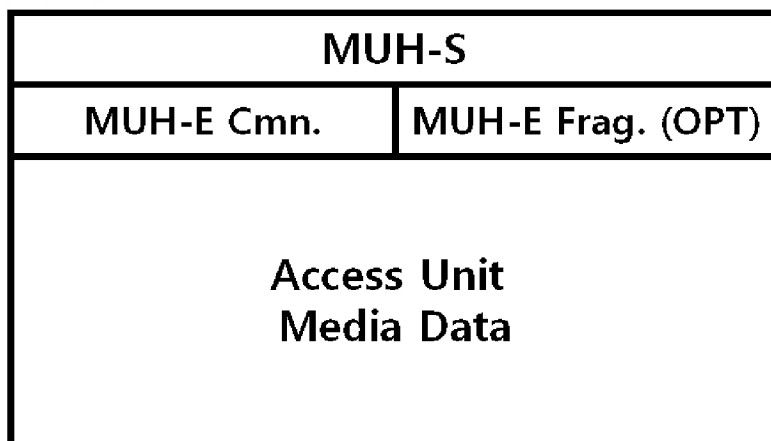 MUH-S
MUH-E Cmn.
MUH-E Frag. (OPT)
Access Unit
Media Data